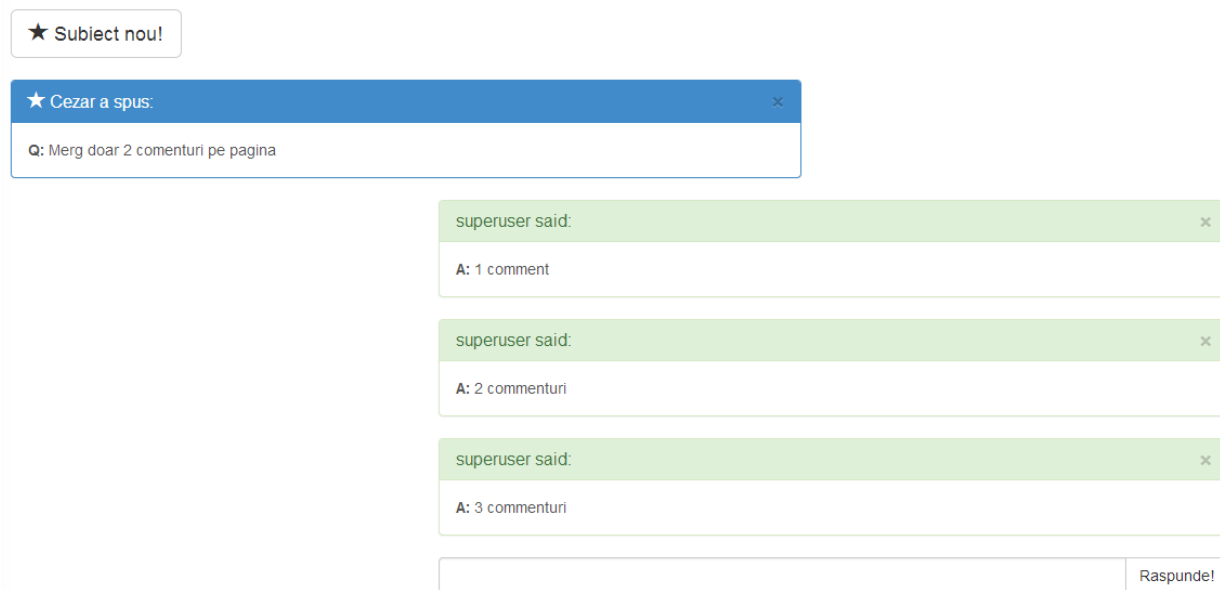 ★ Subiect nou!
★ Cezar a spus: ×
Q: Merg doar 2 comenturi pe pagina
superuser said: ×
A: 1 comment
superuser said: ×
A: 2 commenturi
superuser said: ×
A: 3 commenturi
Raspunde!